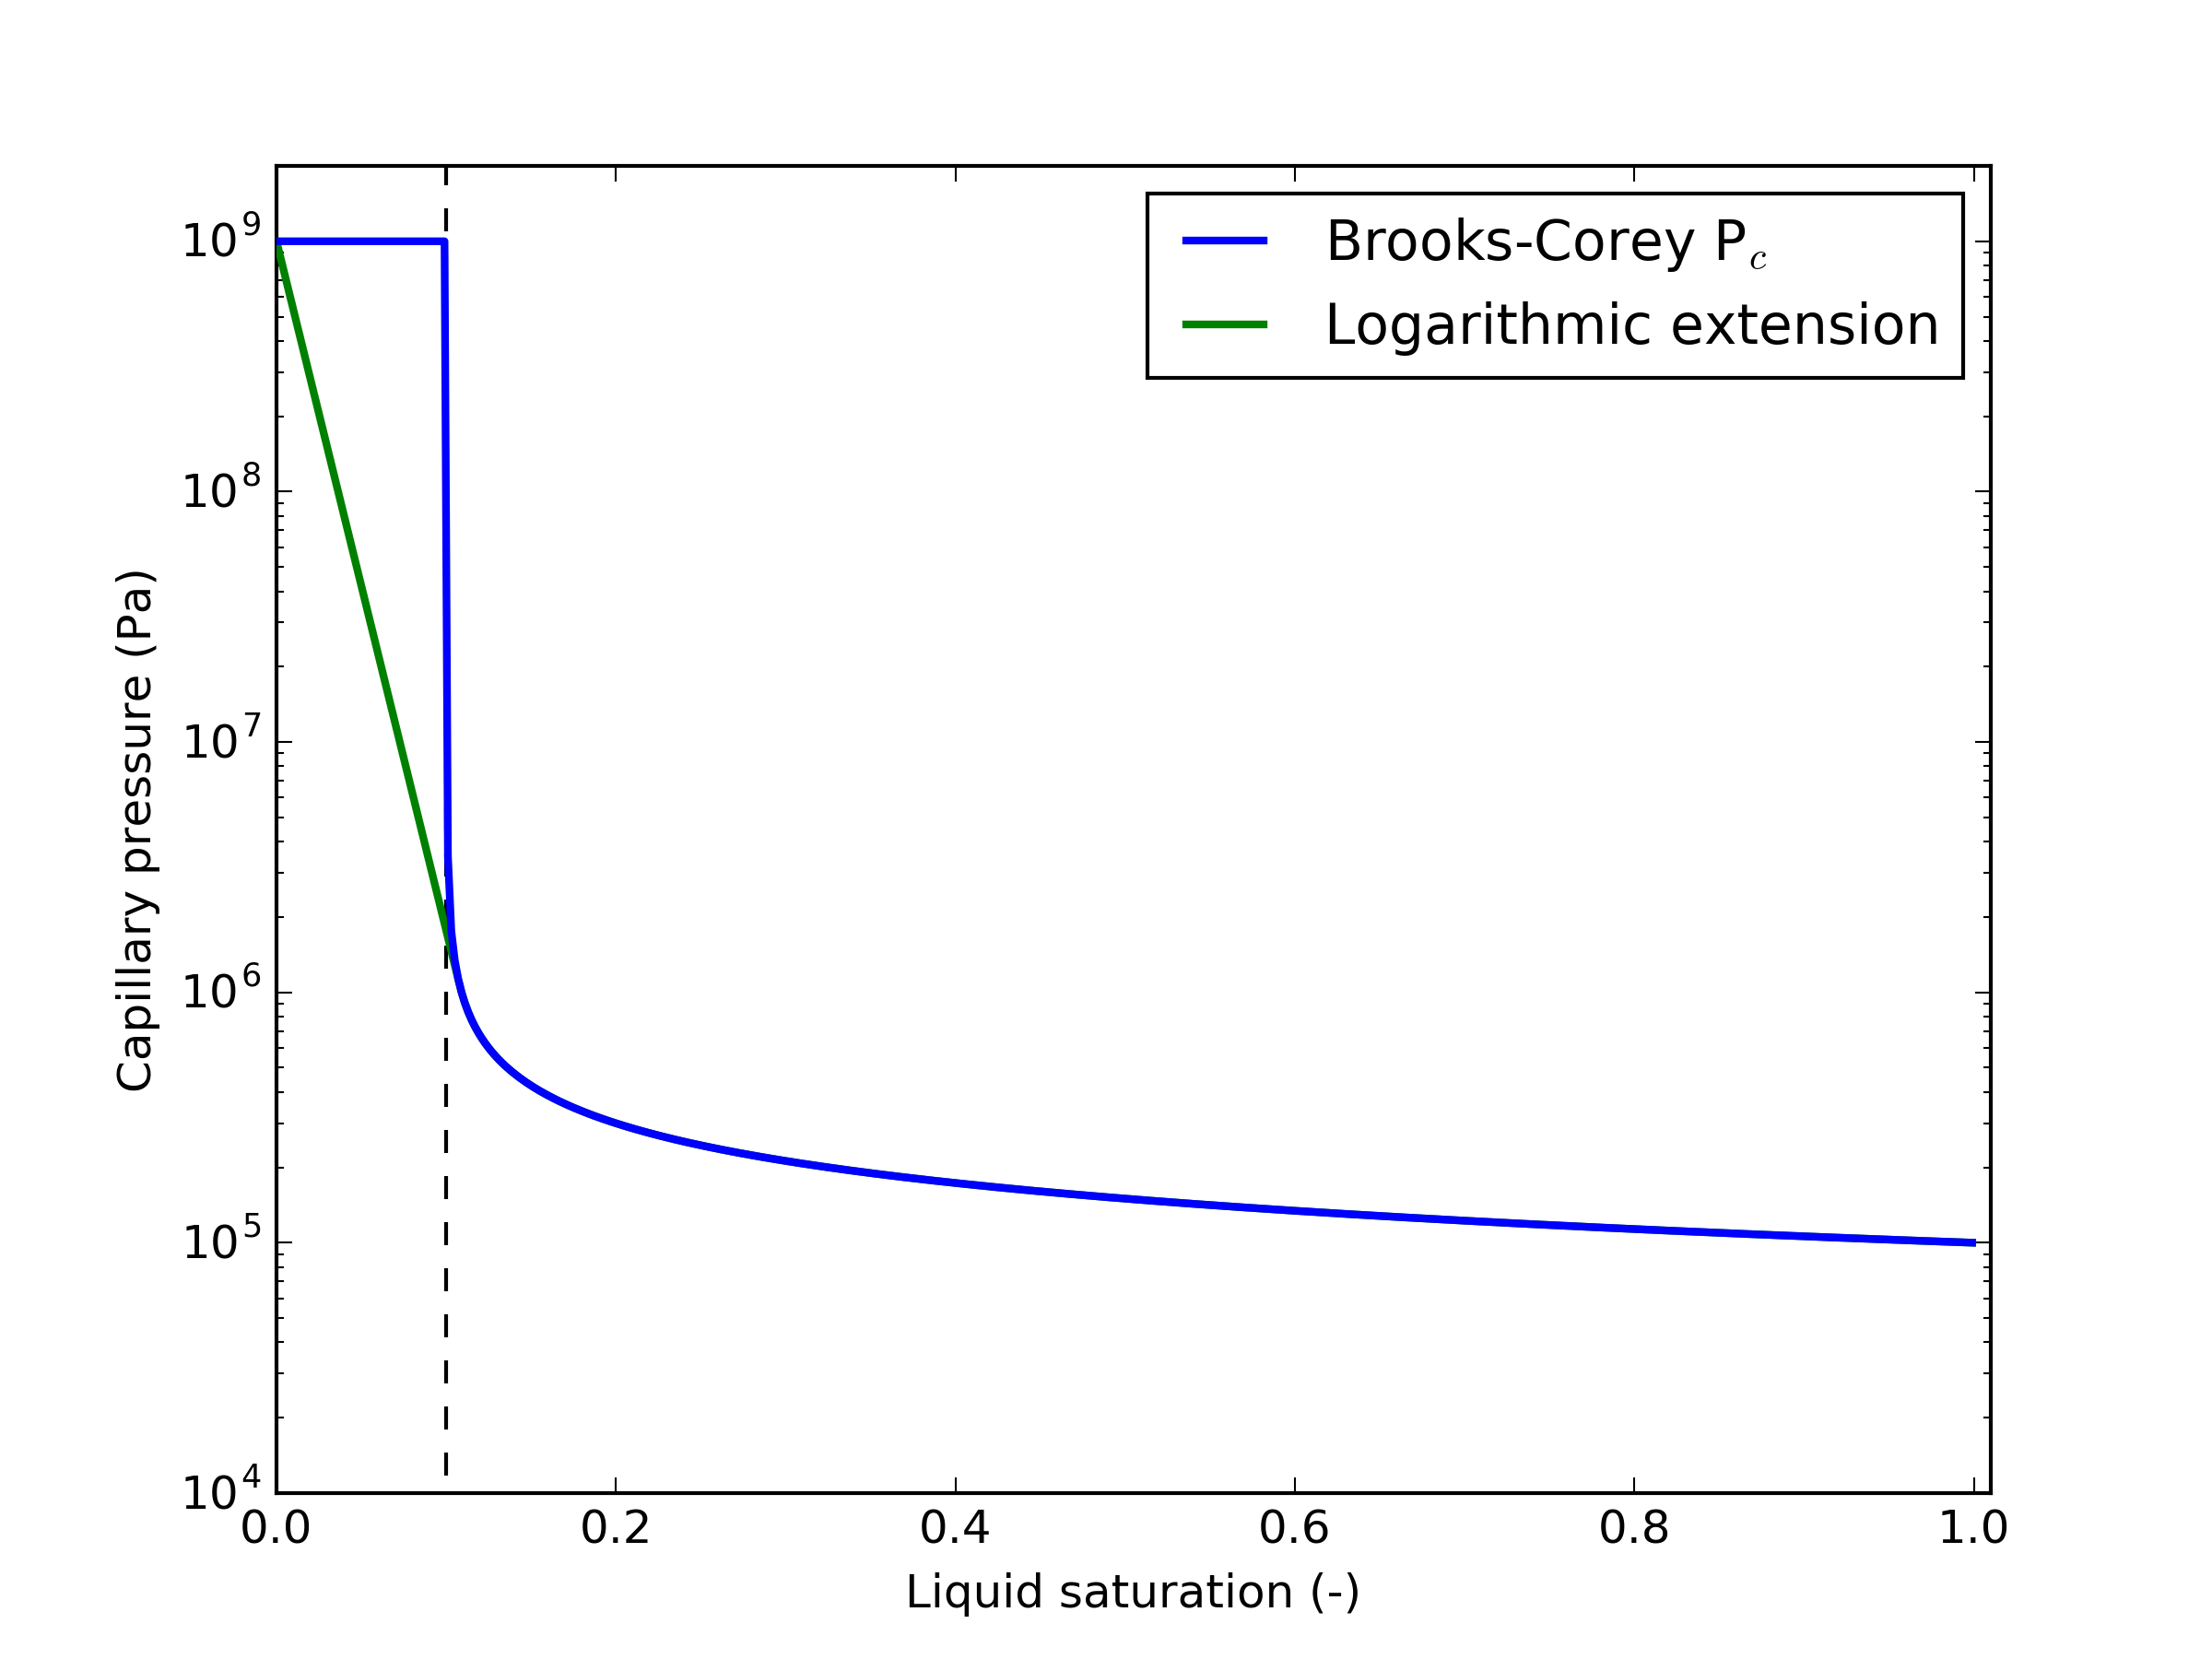 Brooks-Corey P_c
Logarithmic extension
10^9
10^8
10^7
10^6
10^5
10^4
Capillary pressure (Pa)
0.0 0.2 0.4 0.6 0.8 1.0
Liquid saturation (-)